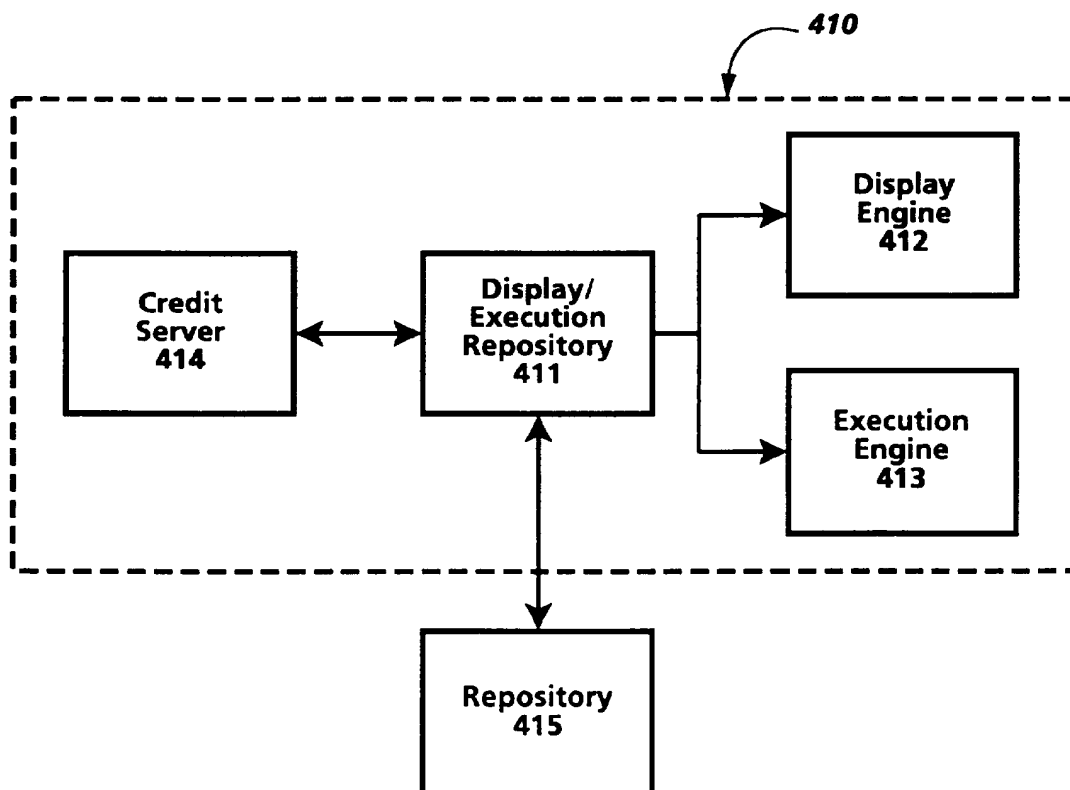 410
Display
Engine
412
Credit
Server
414
Display/
Execution
Repository
411
Execution
Engine
413
Repository
415